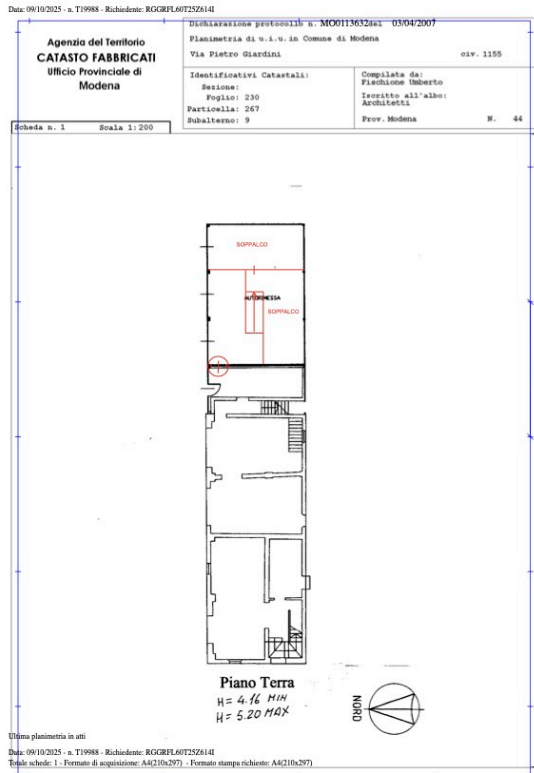 Data: 09/10/2025 - n. T19988 - Richiedente: RGGRFL60T25Z614I
Agenzia del Territorio
CATASTO FABBRICATI
Ufficio Provinciale di
Modena
Dichiarazione protocollo n. MO0113632del 03/04/2007
Planimetria di u.i.u. in Comune di Modena
Via Pietro Giardini civ. 1155
Identificativi Catastali:
Sezione:
Foglio: 230
Particella: 267
Subalterno: 9
Compilata da:
Fischione Umberto
Iscritto all'albo:
Architetti
Prov. Modena N. 44
Scheda n. 1 Scala 1:200
SOPPALCO
AUTORIMESSA
SOPPALCO
Piano Terra
H= 4.16 MIN
H= 5.20 MAX
NORD
Ultima planimetria in atti
Data: 09/10/2025 - n. T19988 - Richiedente: RGGRFL60T25Z614I
Totale schede: 1 - Formato di acquisizione: A4(210x297) - Formato stampa richiesto: A4(210x297)